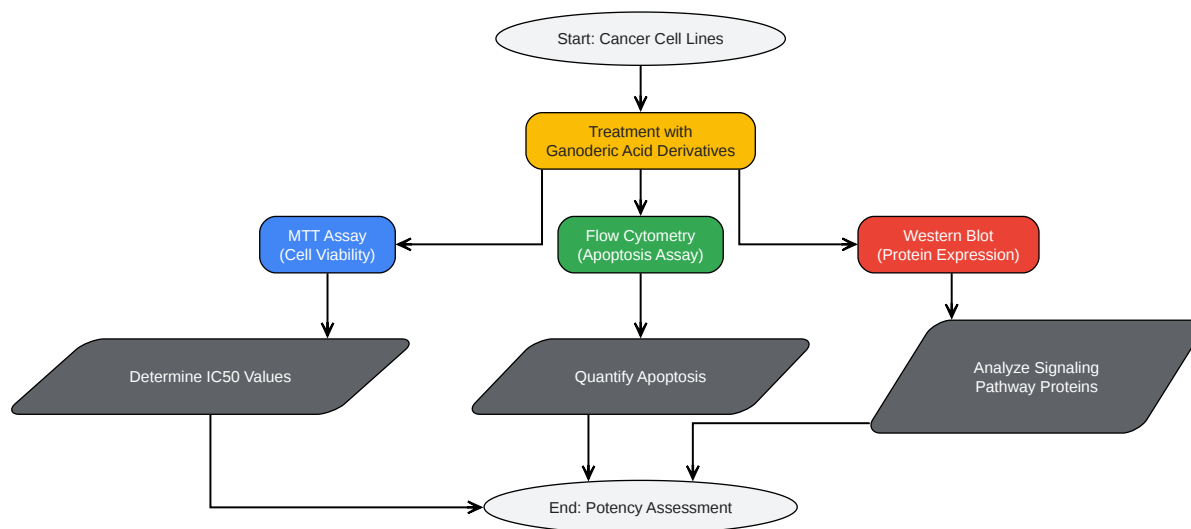 Start: Cancer Cell Lines
Treatment with
Ganoderic Acid Derivatives
MTT Assay
(Cell Viability)
Flow Cytometry
(Apoptosis Assay)
Western Blot
(Protein Expression)
Determine IC50 Values
Quantify Apoptosis
Analyze Signaling
Pathway Proteins
End: Potency Assessment